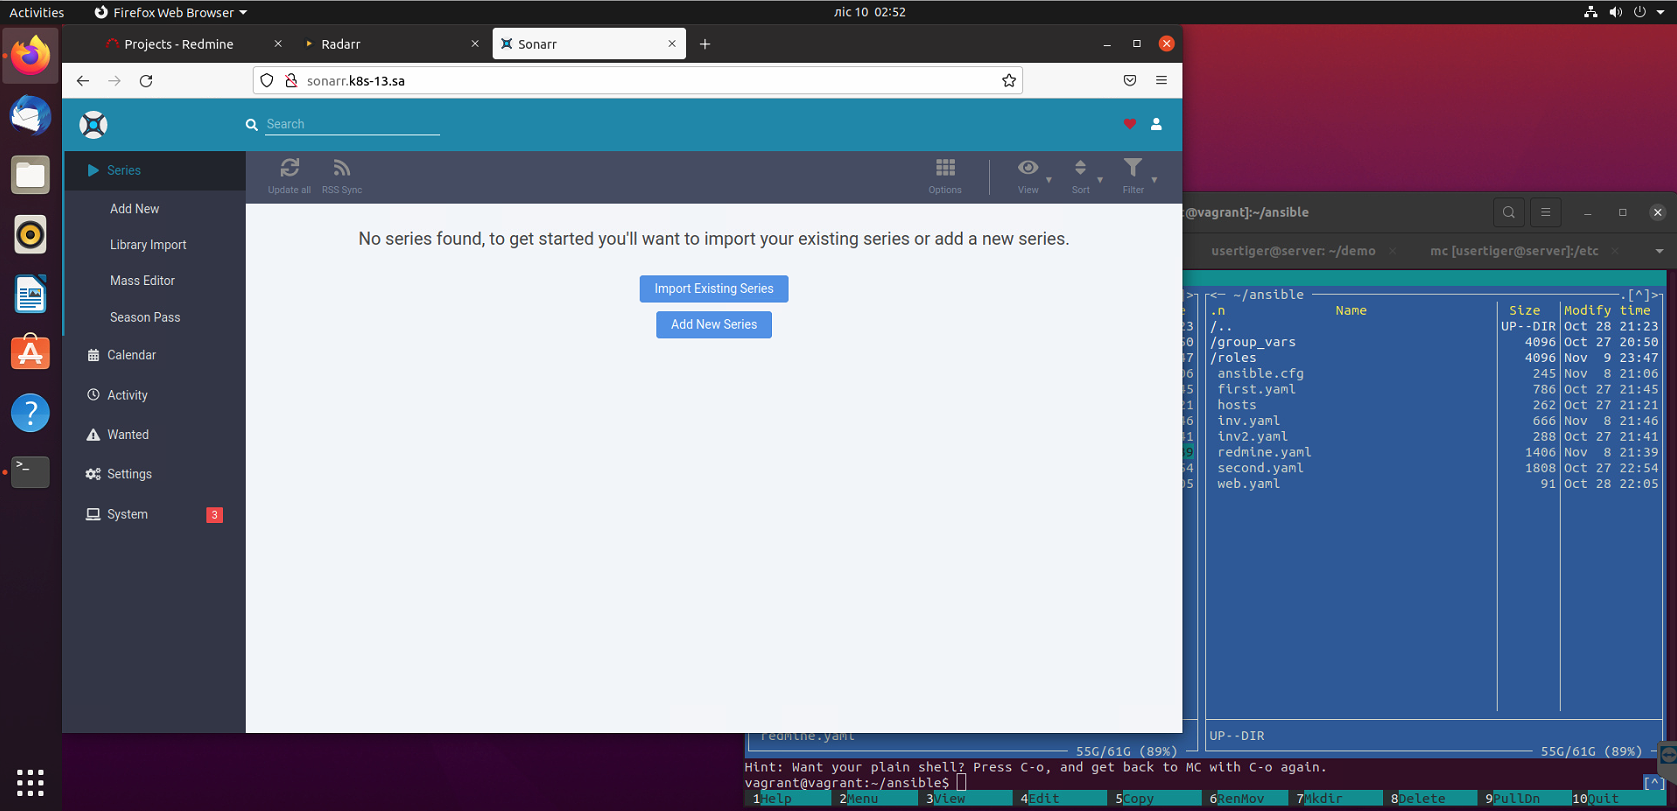 Activities Firefox Web Browser ліс 10 02:52
Projects - Redmine Radarr Sonarr
sonarr.k8s-13.sa
Search
Series
Add New
Library Import
Mass Editor
Season Pass
Calendar
Activity
Wanted
Settings
System 3
Update all RSS Sync Options View Sort Filter
No series found, to get started you'll want to import your existing series or add a new series.
Import Existing Series
Add New Series
@vagrant]:~/ansible
usertiger@server: ~/demo mc [usertiger@server]:/etc
<─ ~/ansible .[^]>
.n Name Size Modify time
/.. UP--DIR Oct 28 21:23
/group_vars 4096 Oct 27 20:50
/roles 4096 Nov 9 23:47
ansible.cfg 245 Nov 8 21:06
first.yaml 786 Oct 27 21:45
hosts 262 Oct 27 21:21
inv.yaml 666 Nov 8 21:46
inv2.yaml 288 Oct 27 21:41
redmine.yaml 1406 Nov 8 21:39
second.yaml 1808 Oct 27 22:54
web.yaml 91 Oct 28 22:05
redmine.yaml UP--DIR
55G/61G (89%) 55G/61G (89%)
Hint: Want your plain shell? Press C-o, and get back to MC with C-o again.
vagrant@vagrant:~/ansible$ [^]
1Help 2Menu 3View 4Edit 5Copy 6RenMov 7Mkdir 8Delete 9PullDn 10Quit